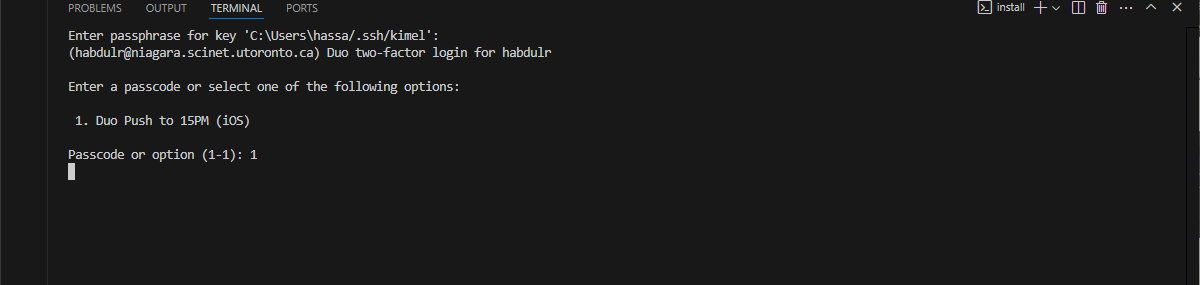 PROBLEMS OUTPUT TERMINAL PORTS install
Enter passphrase for key 'C:\Users\hassa/.ssh/kimel':
(habdulr@niagara.scinet.utoronto.ca) Duo two-factor login for habdulr
Enter a passcode or select one of the following options:
1. Duo Push to 15PM (iOS)
Passcode or option (1-1): 1